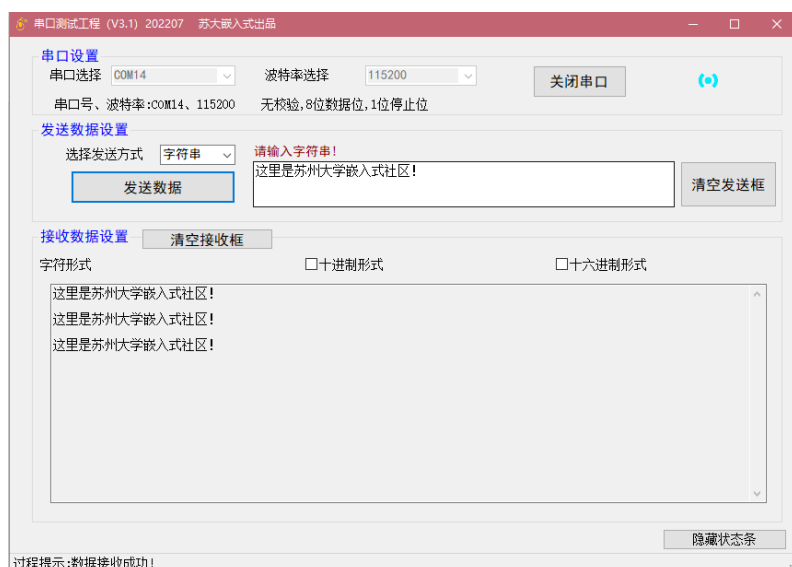 串口测试工程 (V3.1) 202207 苏大嵌入式出品
串口设置
串口选择 COM14 波特率选择 115200 关闭串口
串口号、波特率:COM14、115200 无校验,8位数据位,1位停止位
发送数据设置
选择发送方式 字符串 请输入字符串!
这里是苏州大学嵌入式社区!
发送数据 清空发送框
接收数据设置 清空接收框
字符形式 十进制形式 十六进制形式
这里是苏州大学嵌入式社区!
这里是苏州大学嵌入式社区!
这里是苏州大学嵌入式社区!
隐藏状态条
过程提示:数据接收成功!